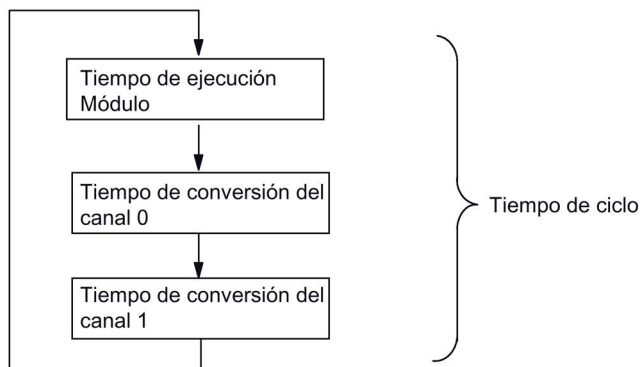 Tiempo de ejecución
Módulo
Tiempo de conversión del
canal 0
Tiempo de conversión del
canal 1
Tiempo de ciclo